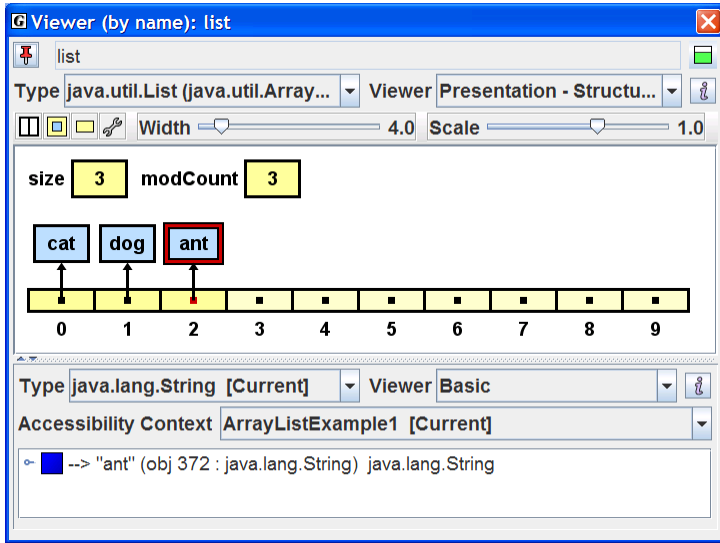 G Viewer (by name): list
list
Type java.util.List (java.util.Array... Viewer Presentation - Structu... i
Width 4.0 Scale 1.0
size 3 modCount 3
cat dog ant
0 1 2 3 4 5 6 7 8 9
Type java.lang.String [Current] Viewer Basic i
Accessibility Context ArrayListExample1 [Current]
--> "ant" (obj 372 : java.lang.String) java.lang.String